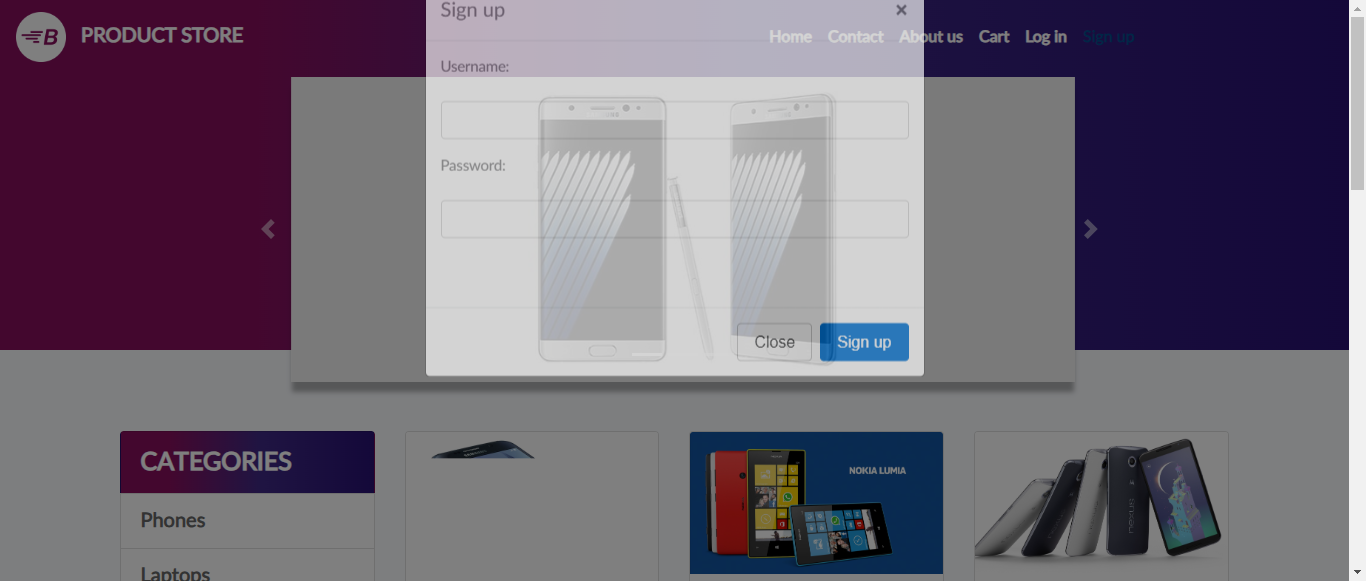 Sign up ×
B PRODUCT STORE Home Contact About us Cart Log in Sign up
Username:
Password:
Close Sign up
CATEGORIES
NOKIA LUMIA
Phones
nexus
Laptops